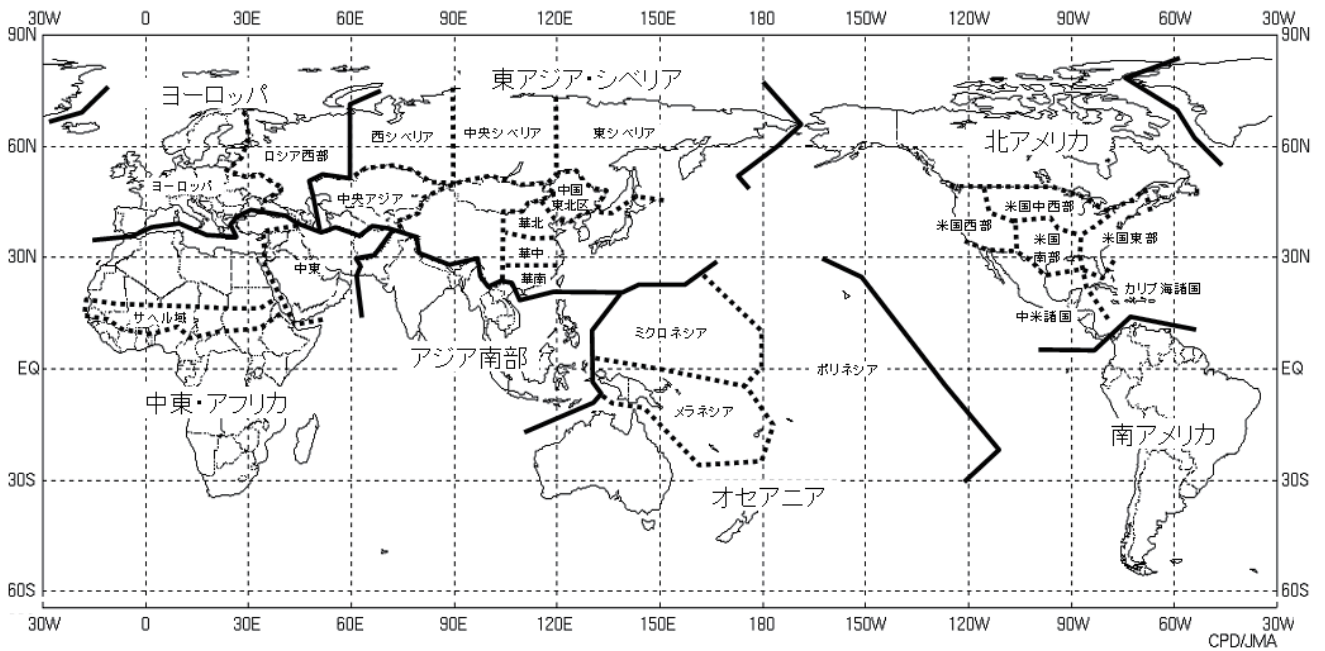 30W 0 30E 60E 90E 120E 150E 180 150W 120W 90W 60W 30W
90N 90N
東アジア・シベリア
ヨーロッパ
西シベリア 中央シベリア 東シベリア
北アメリカ
60N 60N
ロシア西部
ヨーロッパ
中央アジア
中国
東北区
米国中西部
華北
米国西部
米国
南部
米国東部
華中
30N 30N
中東
華南
カリブ海諸国
サヘル域
中米諸国
ミクロネシア
アジア南部
EQ EQ
ポリネシア
中東・アフリカ
メラネシア
南アメリカ
30S 30S
オセアニア
60S 60S
30W 0 30E 60E 90E 120E 150E 180 150W 120W 90W 60W 30W
CPD/JMA